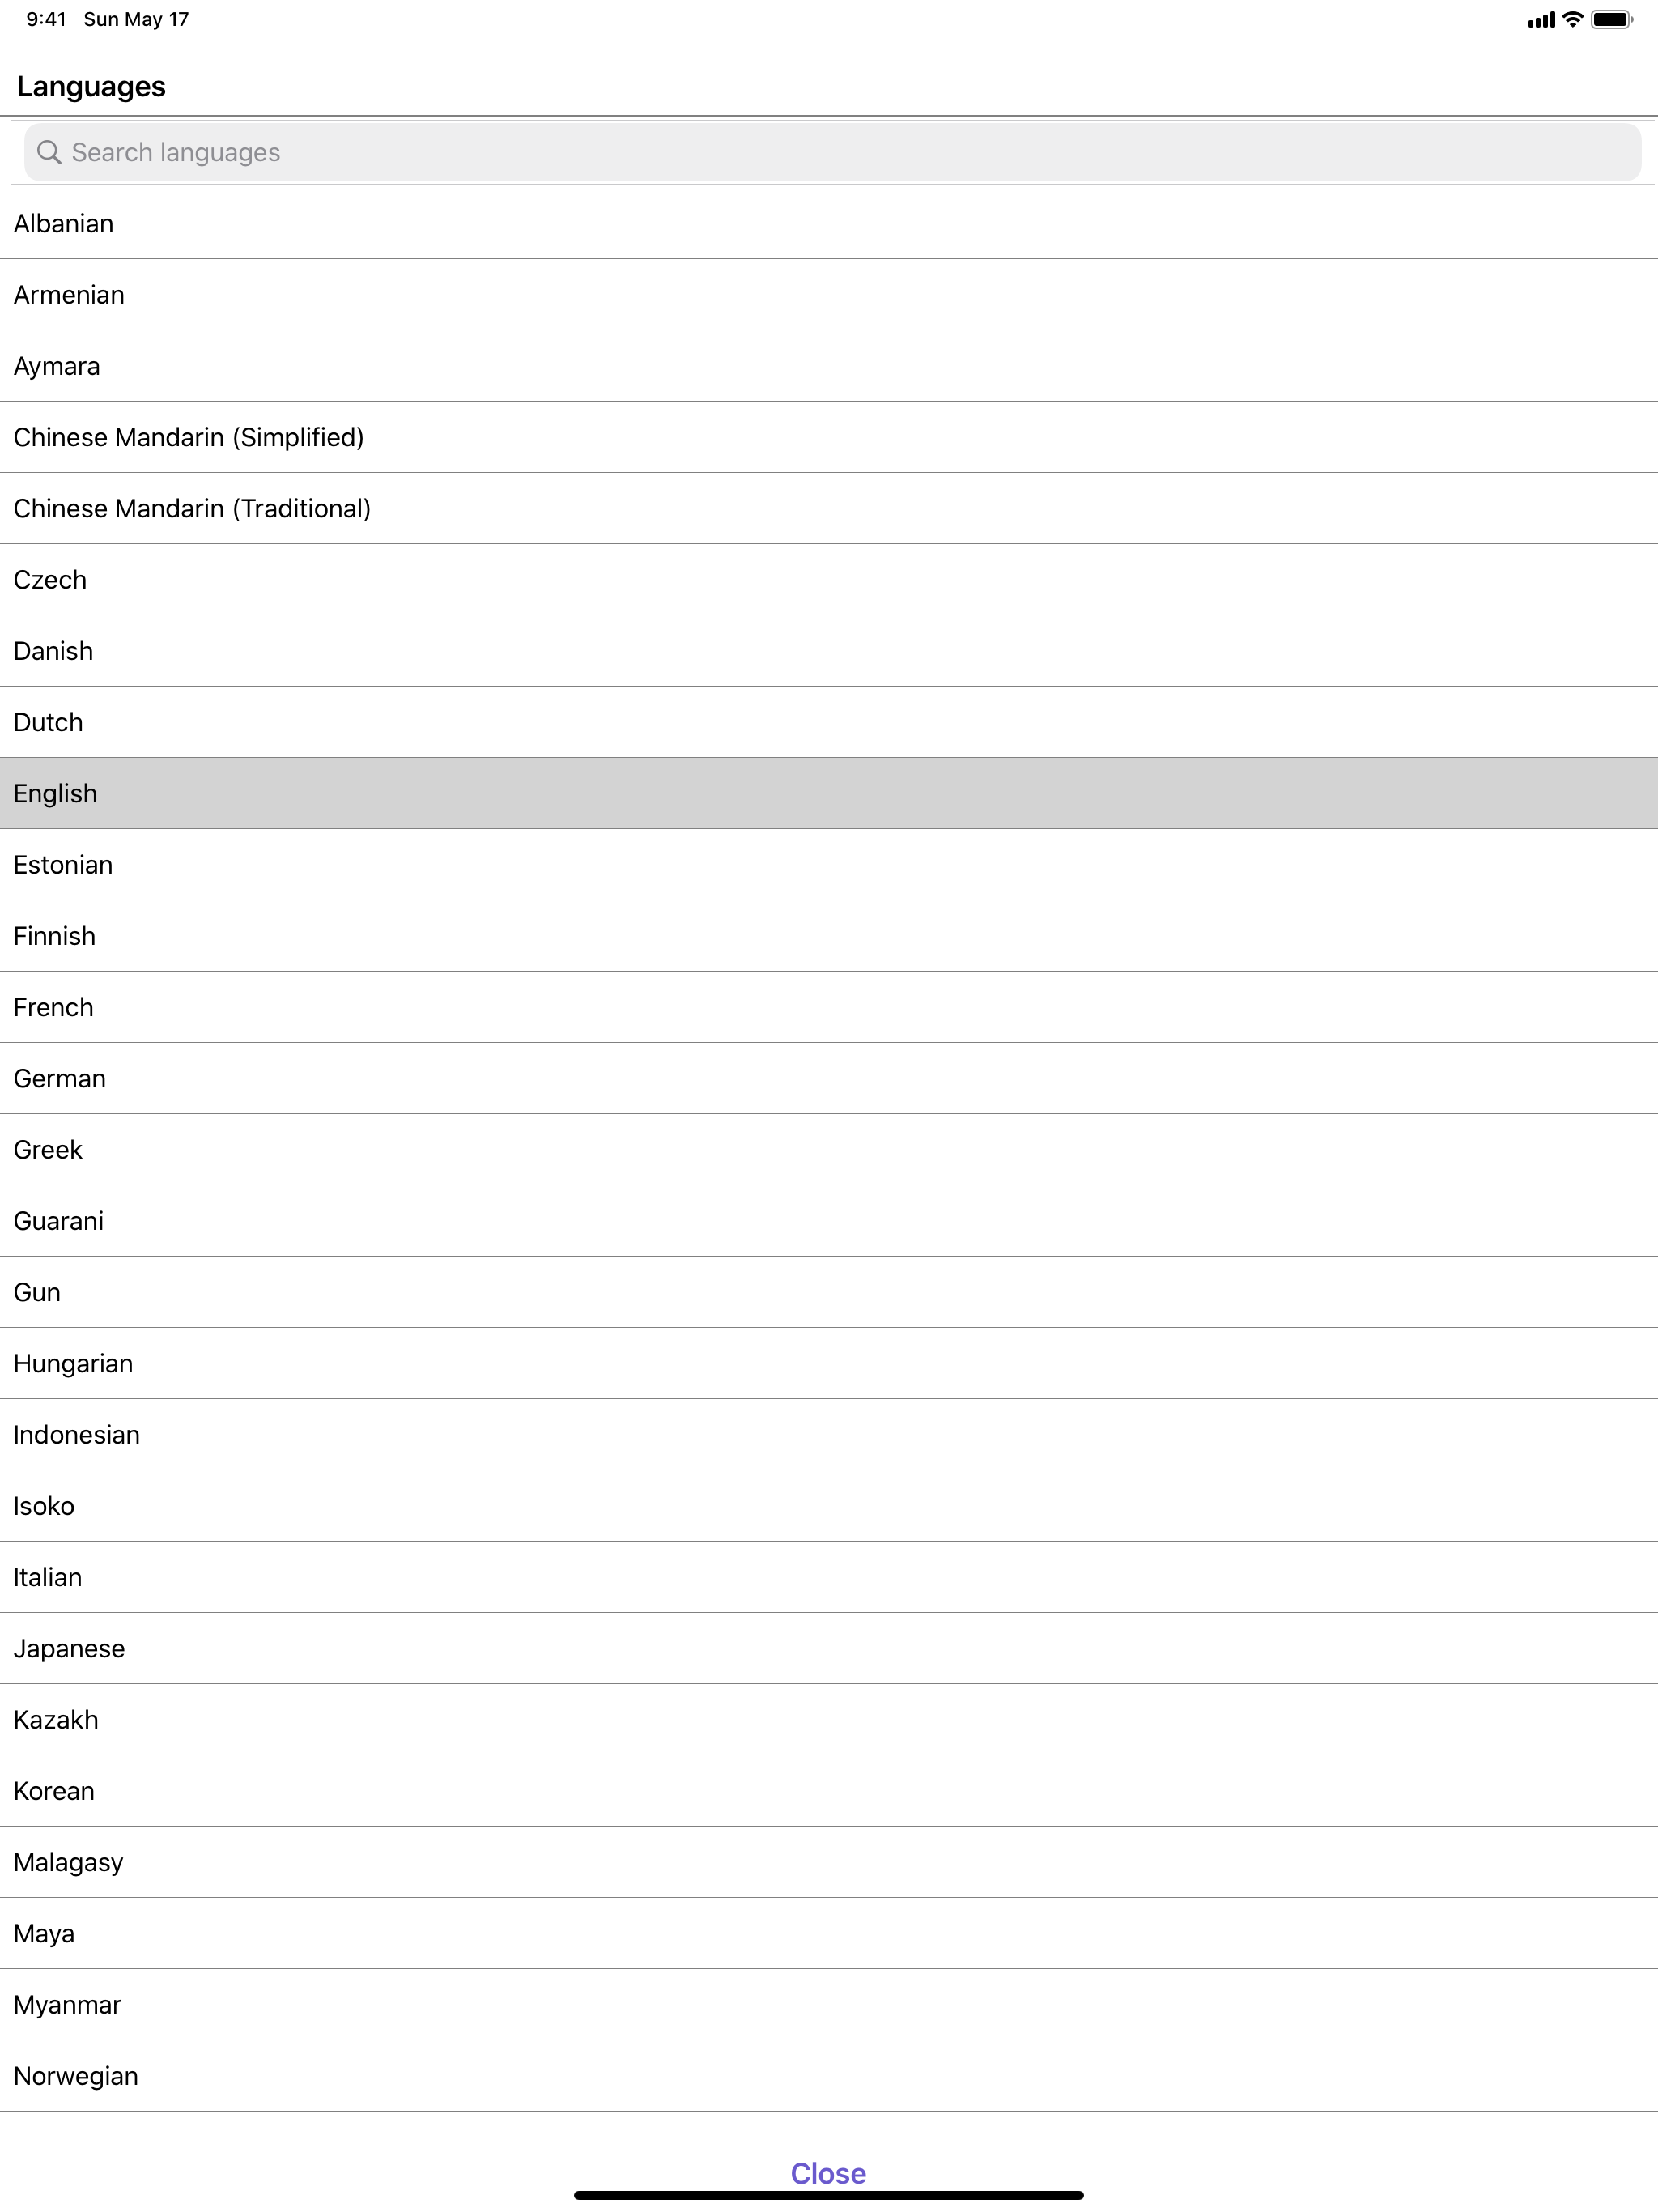 9:41 Sun May 17
Languages
Search languages
Albanian
Armenian
Aymara
Chinese Mandarin (Simplified)
Chinese Mandarin (Traditional)
Czech
Danish
Dutch
English
Estonian
Finnish
French
German
Greek
Guarani
Gun
Hungarian
Indonesian
Isoko
Italian
Japanese
Kazakh
Korean
Malagasy
Maya
Myanmar
Norwegian
Close